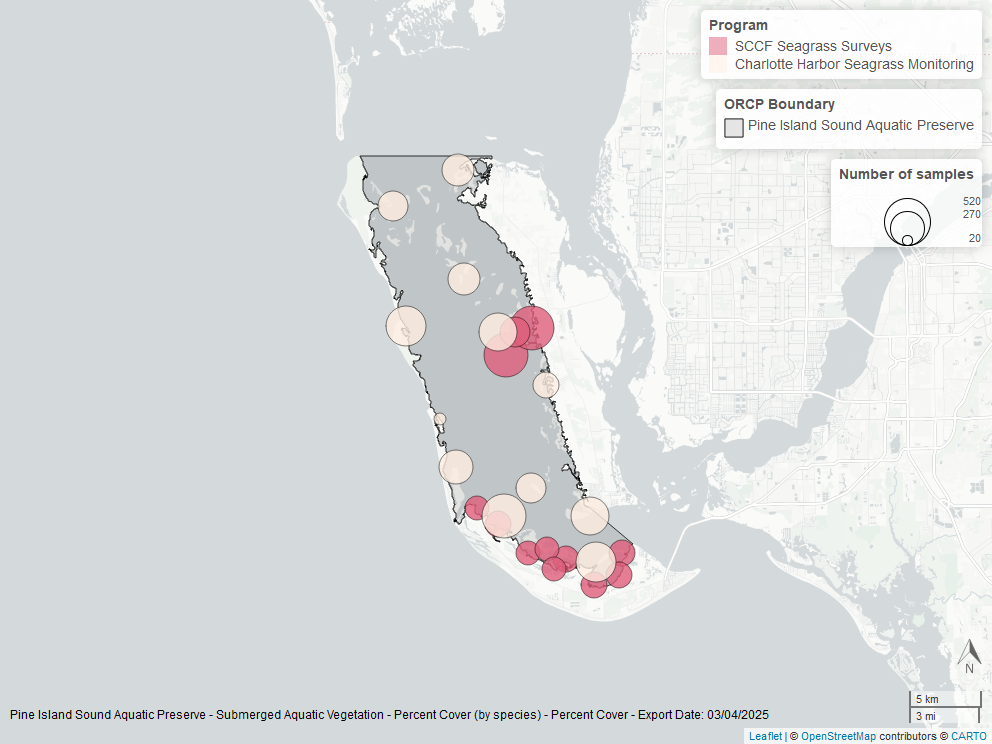 Program
SCCF Seagrass Surveys
Charlotte Harbor Seagrass Monitoring
ORCP Boundary
Pine Island Sound Aquatic Preserve
Number of samples
520
270
20
N
5 km
3 mi
Pine Island Sound Aquatic Preserve - Submerged Aquatic Vegetation - Percent Cover (by species) - Percent Cover - Export Date: 03/04/2025
Leaflet | © OpenStreetMap contributors © CARTO